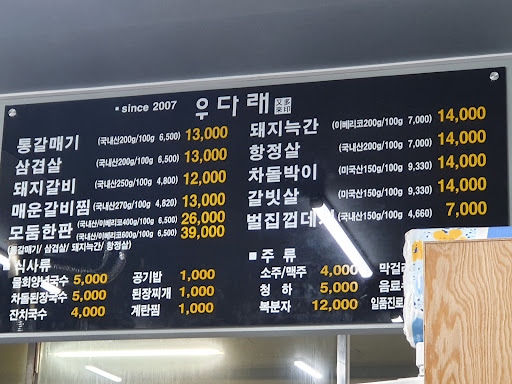 since 2007 우다래 又多來印
통갈매기 (국내산200g/100g 6,500) 13,000
삼겹살 (국내산200g/100g 6,500) 13,000
돼지갈비 (국내산250g/100g 4,800) 12,000
매운갈비찜 (국내산270g/100g 4,820) 13,000
모둠한판 (국내산/이베리코400g/100g 6,500) 26,000
(국내산/이베리코600g/100g 6,500) 39,000
(통갈매기/ 삼겹살/ 돼지늑간/ 항정살)
돼지늑간 (이베리코200g/100g 7,000) 14,000
항정살 (국내산200g/100g 7,000) 14,000
차돌박이 (미국산150g/100g 9,330) 14,000
갈빗살 (미국산150g/100g 9,330) 14,000
벌집껍데기 (국내산150g/100g 4,660) 7,000
식사류
물회양념국수 5,000
차돌된장국수 5,000
잔치국수 4,000
공기밥 1,000
된장찌개 1,000
계란찜 1,000
주 류
소주/맥주 4,000
청 하 5,000
복분자 12,000
막걸리
음료수
일품진로